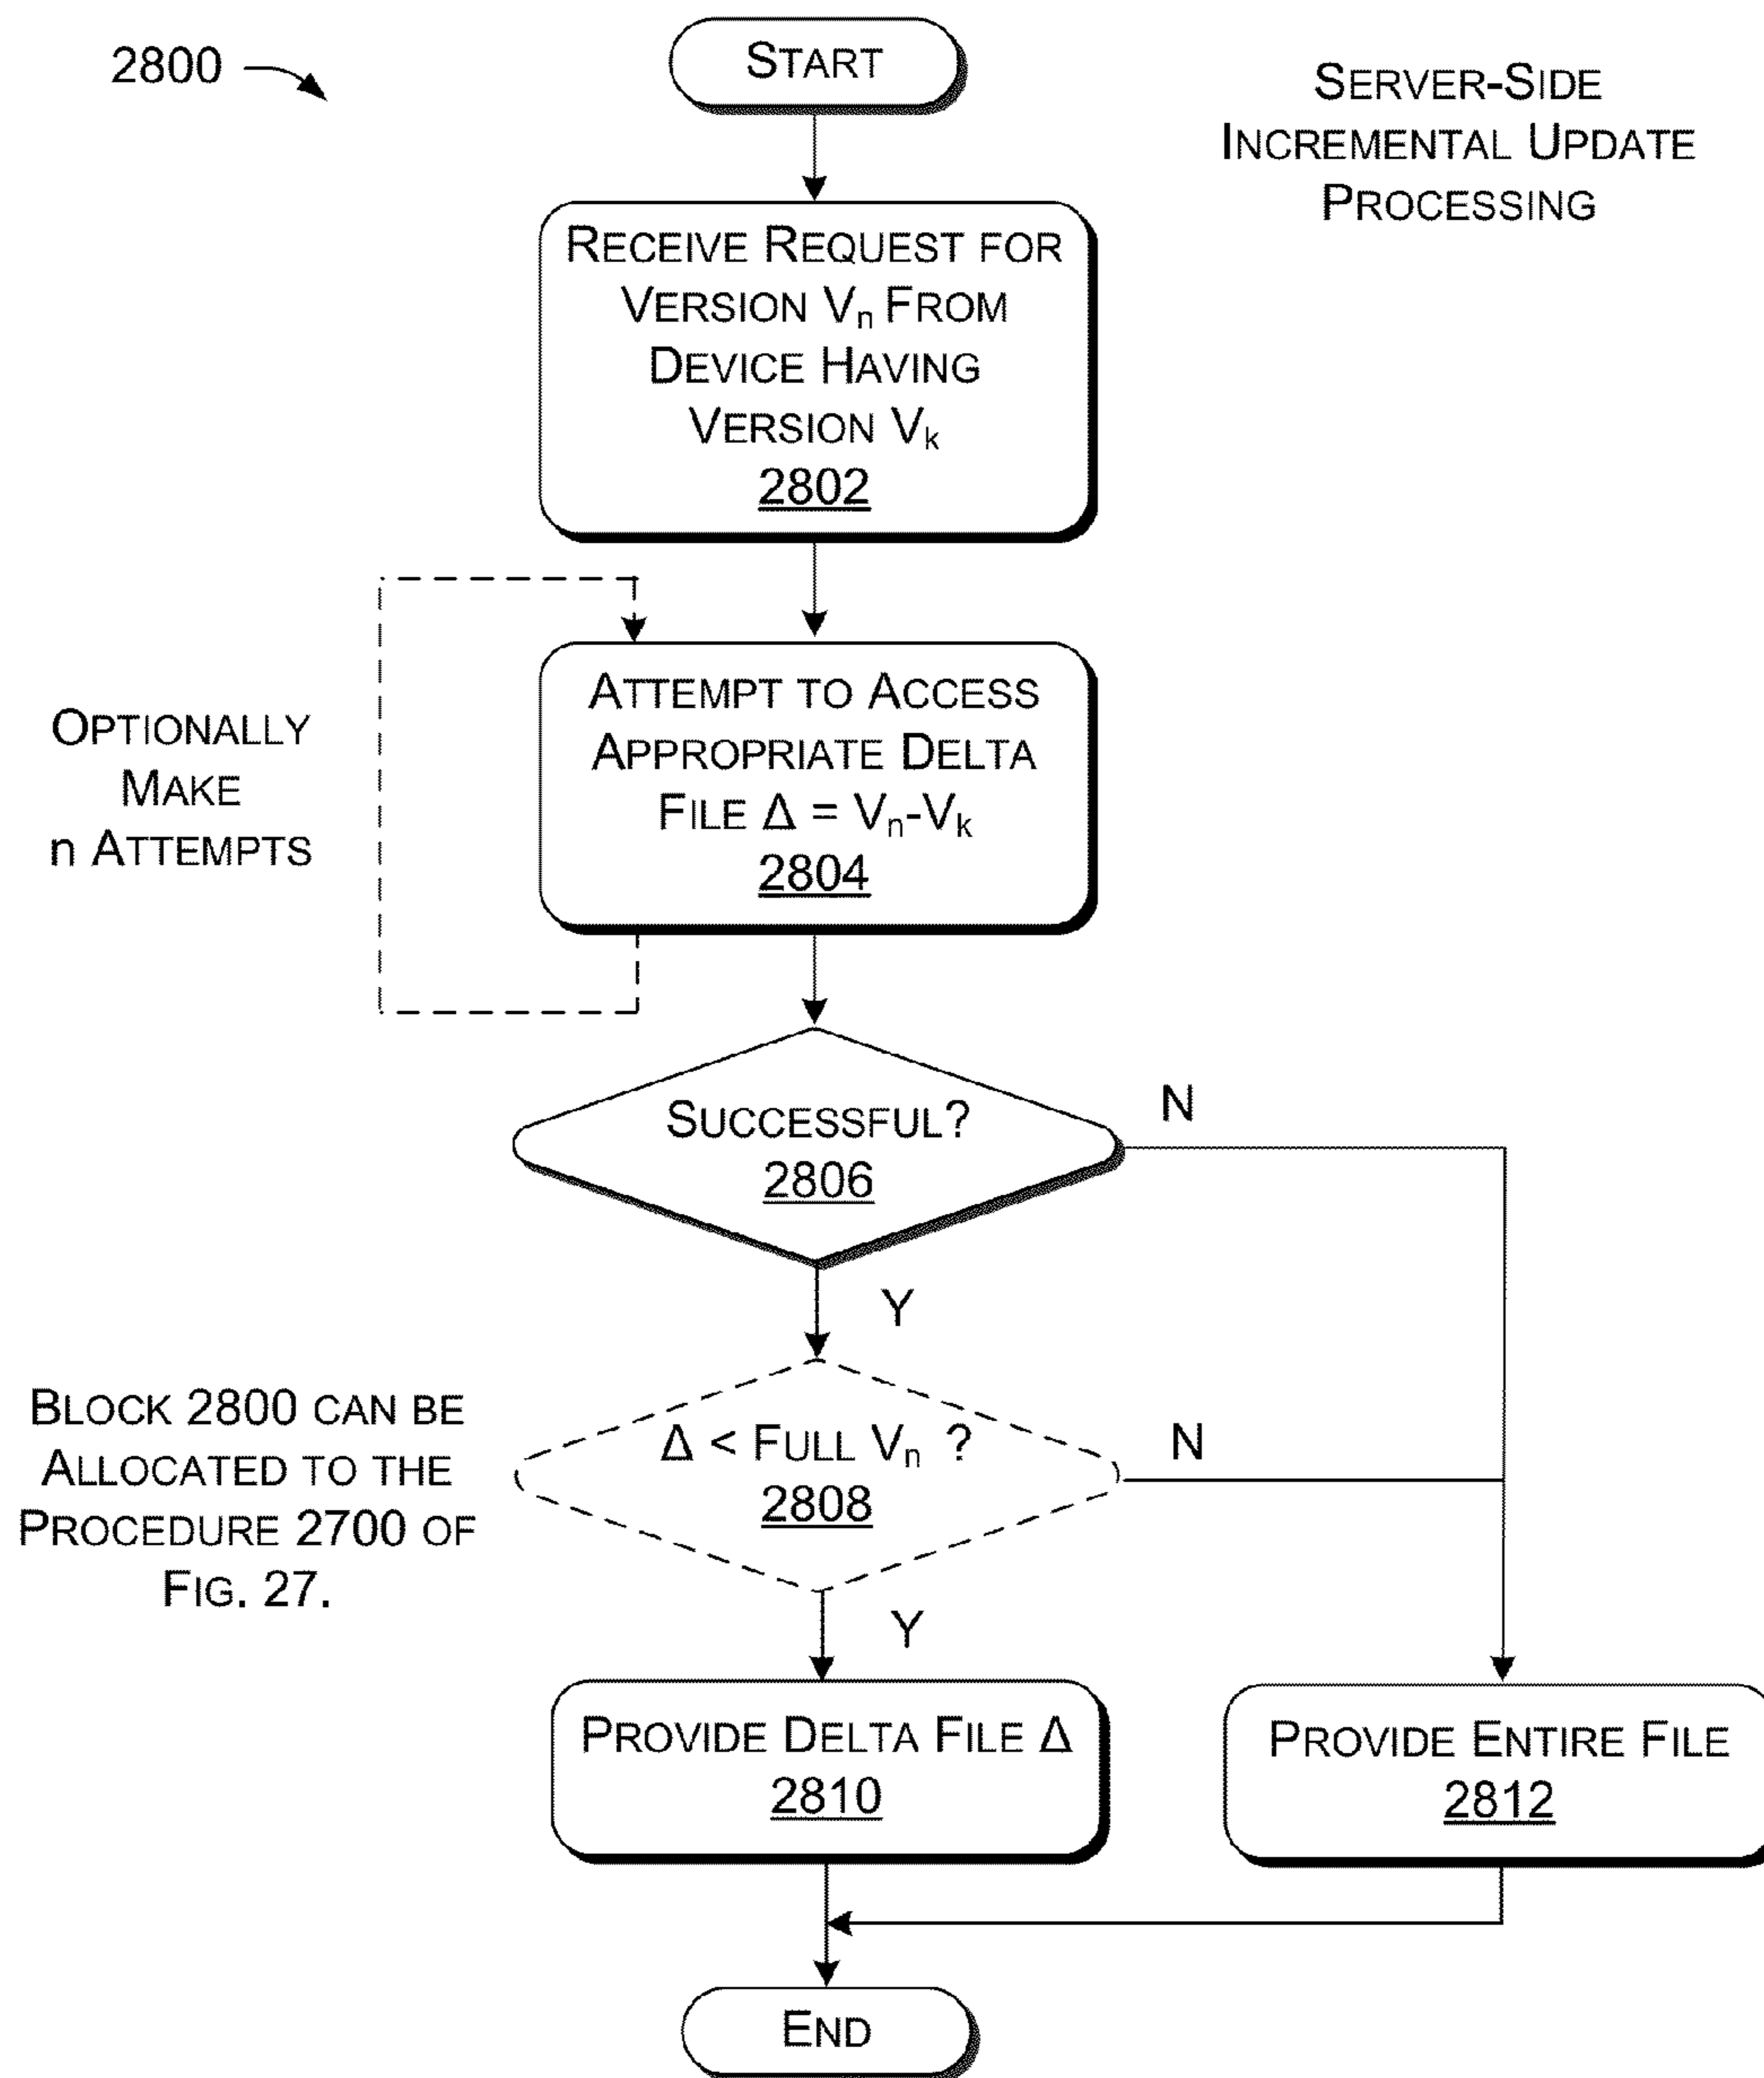 2800
START
SERVER-SIDE
INCREMENTAL UPDATE
PROCESSING
RECEIVE REQUEST FOR
VERSION Vn FROM
DEVICE HAVING
VERSION Vk
2802
OPTIONALLY
MAKE
n ATTEMPTS
ATTEMPT TO ACCESS
APPROPRIATE DELTA
FILE Δ = Vn-Vk
2804
SUCCESSFUL?
2806
N
Y
BLOCK 2800 CAN BE
ALLOCATED TO THE
PROCEDURE 2700 OF
FIG. 27.
Δ < FULL Vn ?
2808
N
Y
PROVIDE DELTA FILE Δ
2810
PROVIDE ENTIRE FILE
2812
END